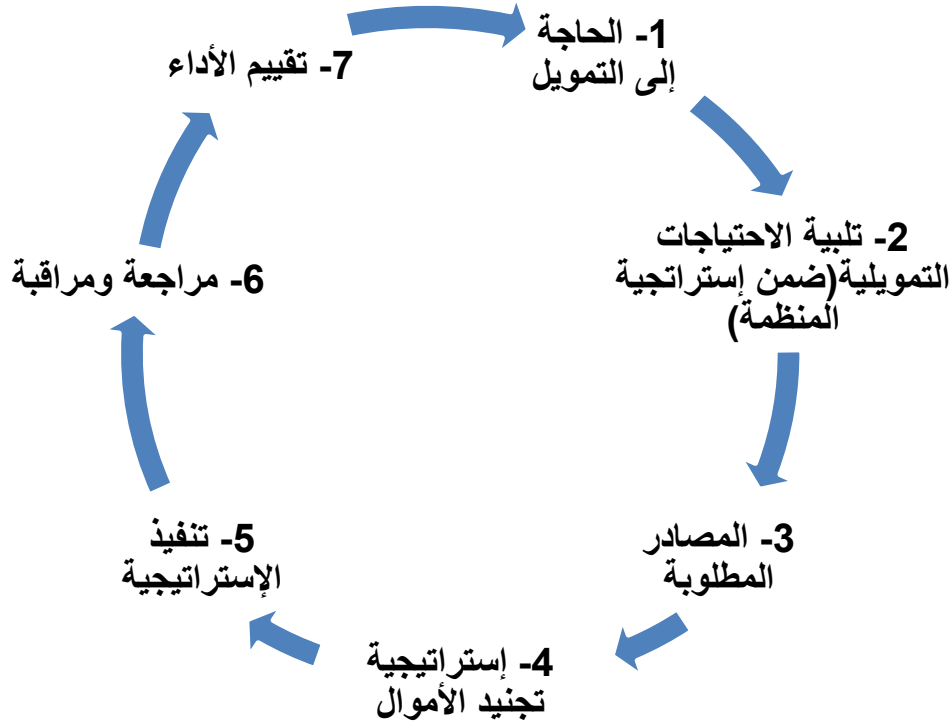 1- الحاجة
إلى التمويل
2- تلبية الاحتياجات
التمويلية(ضمن إستراتجية
المنظمة)
3- المصادر
المطلوبة
4- إستراتيجية
تجنيد الأموال
5- تنفيذ
الإستراتيجية
6- مراجعة ومراقبة
7- تقييم الأداء